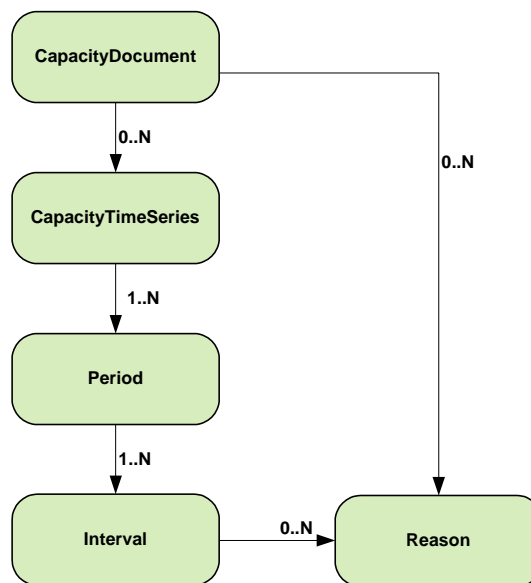 CapacityDocument
0..N
0..N
CapacityTimeSeries
1..N
Period
1..N
Interval
0..N
Reason